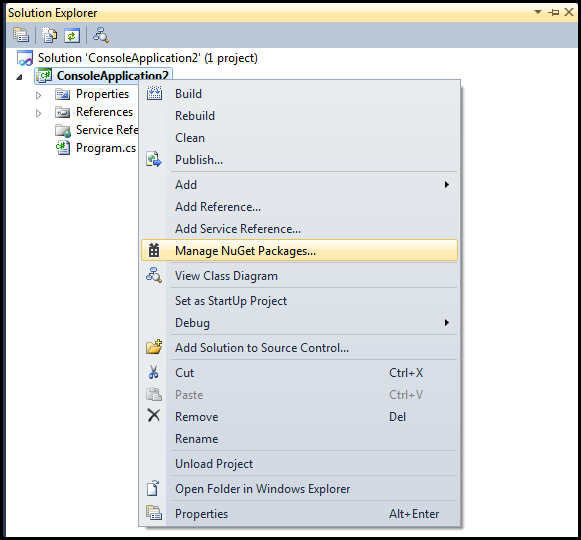 Solution Explorer
Solution 'ConsoleApplication2' (1 project)
ConsoleApplication2
Properties
References
Service Refe
Program.cs
Build
Rebuild
Clean
Publish...
Add
Add Reference...
Add Service Reference...
Manage NuGet Packages...
View Class Diagram
Set as StartUp Project
Debug
Add Solution to Source Control...
Cut Ctrl+X
Paste Ctrl+V
Remove Del
Rename
Unload Project
Open Folder in Windows Explorer
Properties Alt+Enter